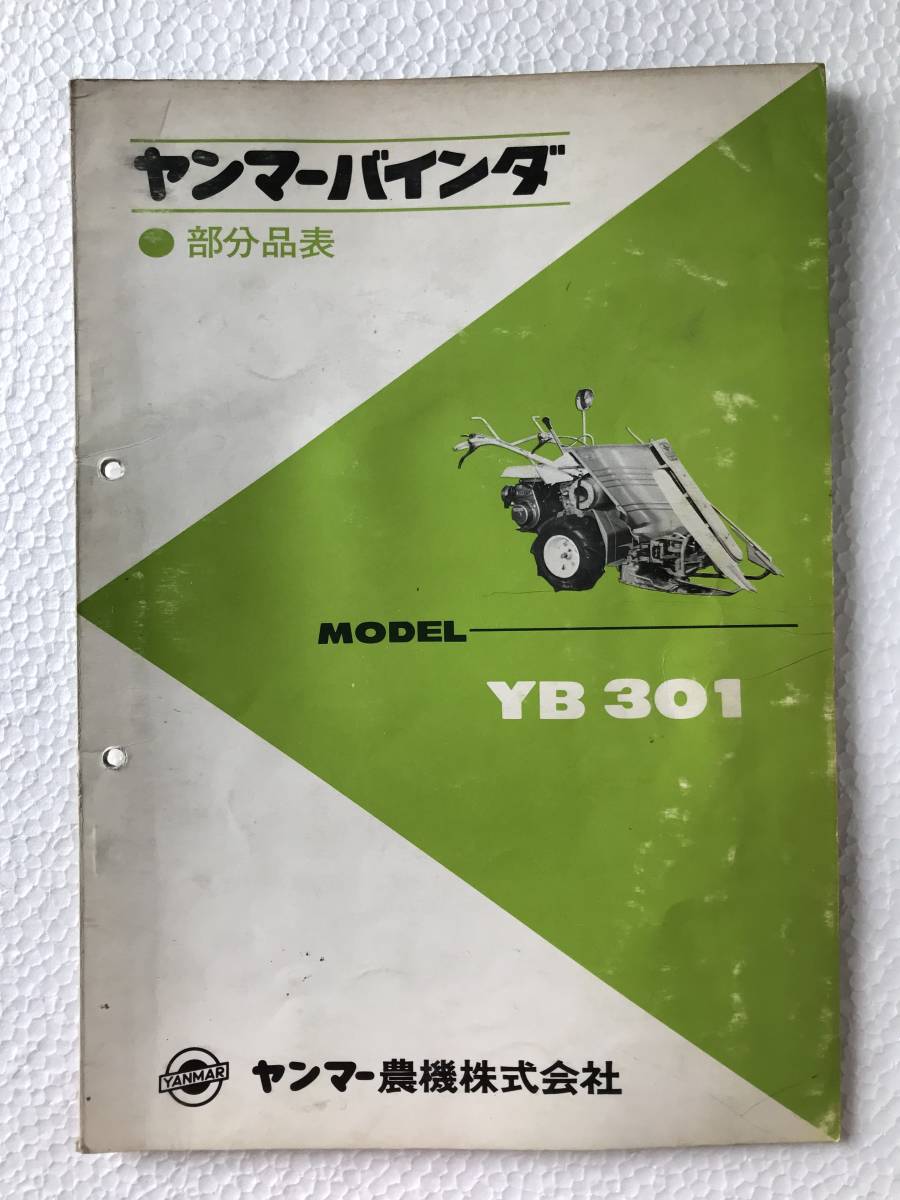 ヤンマーバインダ
● 部分品表
MODEL
YB 301
YANMAR
ヤンマー農機株式会社